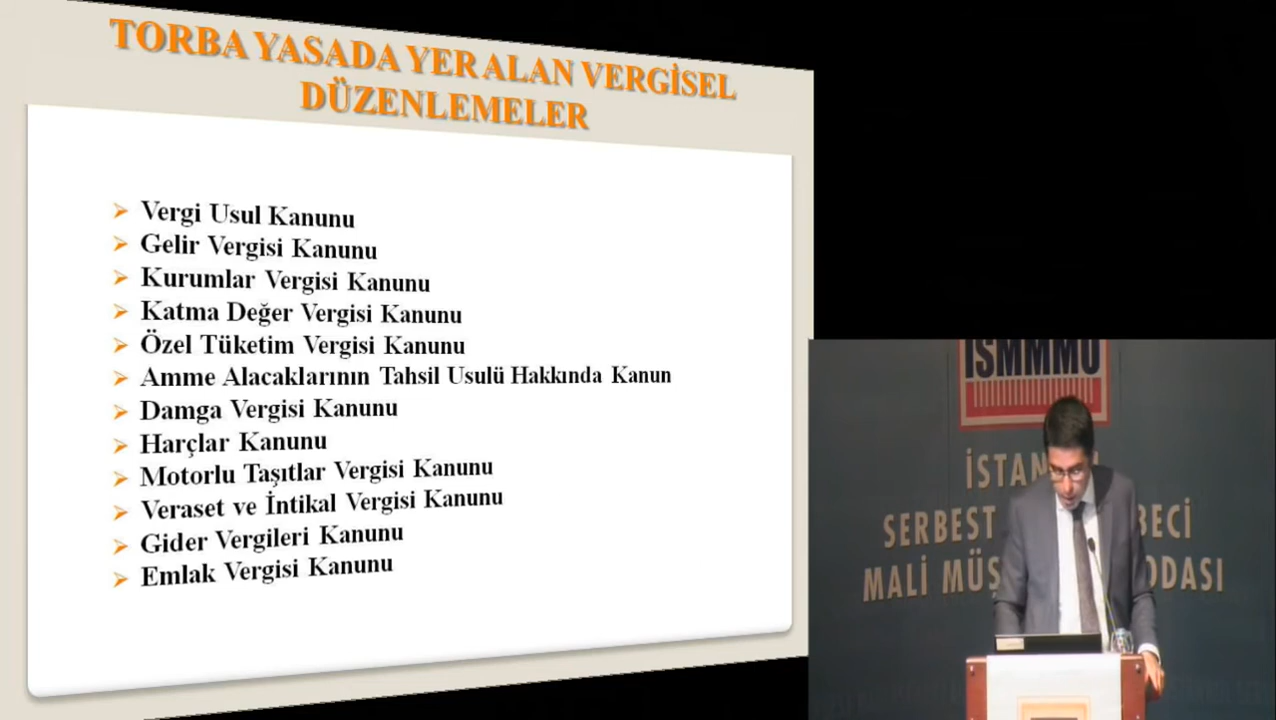 TORBA YASADA YER ALAN VERGİSEL
DÜZENLEMELER
Vergi Usul Kanunu
Gelir Vergisi Kanunu
Kurumlar Vergisi Kanunu
Katma Değer Vergisi Kanunu
Özel Tüketim Vergisi Kanunu
Amme Alacaklarının Tahsil Usulü Hakkında Kanun
Damga Vergisi Kanunu
Harçlar Kanunu
Motorlu Taşıtlar Vergisi Kanunu
Veraset ve İntikal Vergisi Kanunu
Gider Vergileri Kanunu
Emlak Vergisi Kanunu
İSMMMO
İSTAN
SERBEST BECİ
MALİ MÜŞ ODASI